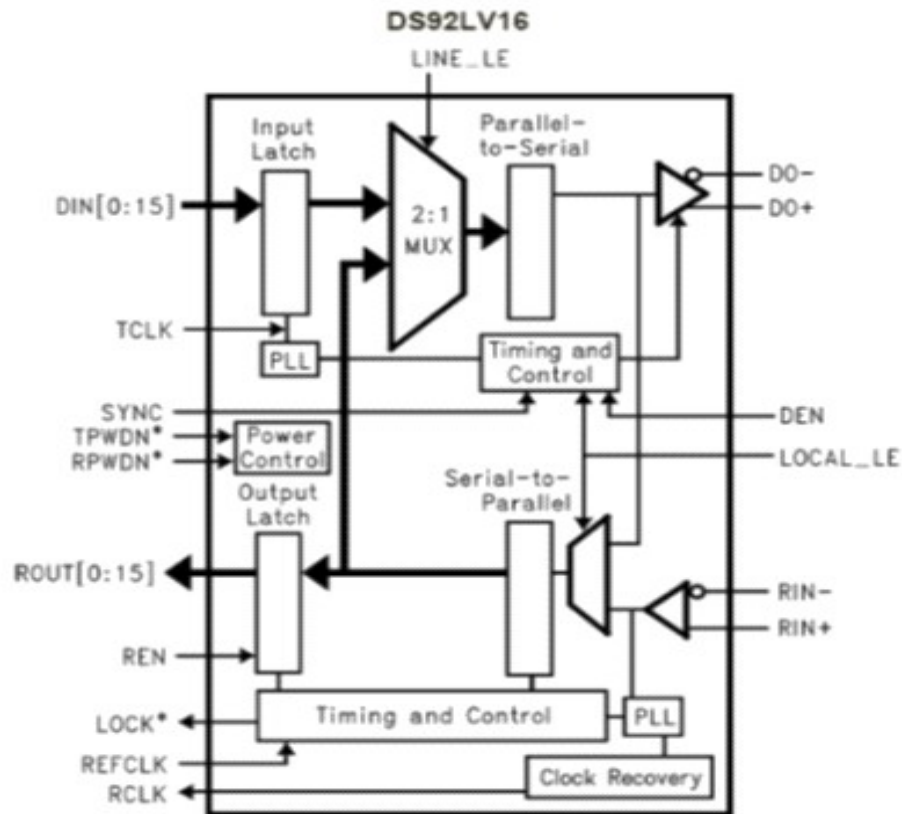 DS92LV16
LINE_LE
Input
Latch
Parallel-
to-Serial
DIN[0:15]
2:1
MUX
DO-
DO+
TCLK
PLL
Timing and
Control
SYNC
DEN
TPWDN*
RPWDN*
Power
Control
LOCAL_LE
Output
Latch
Serial-to-
Parallel
ROUT[0:15]
RIN-
RIN+
REN
Timing and Control
PLL
LOCK*
REFCLK
RCLK
Clock Recovery